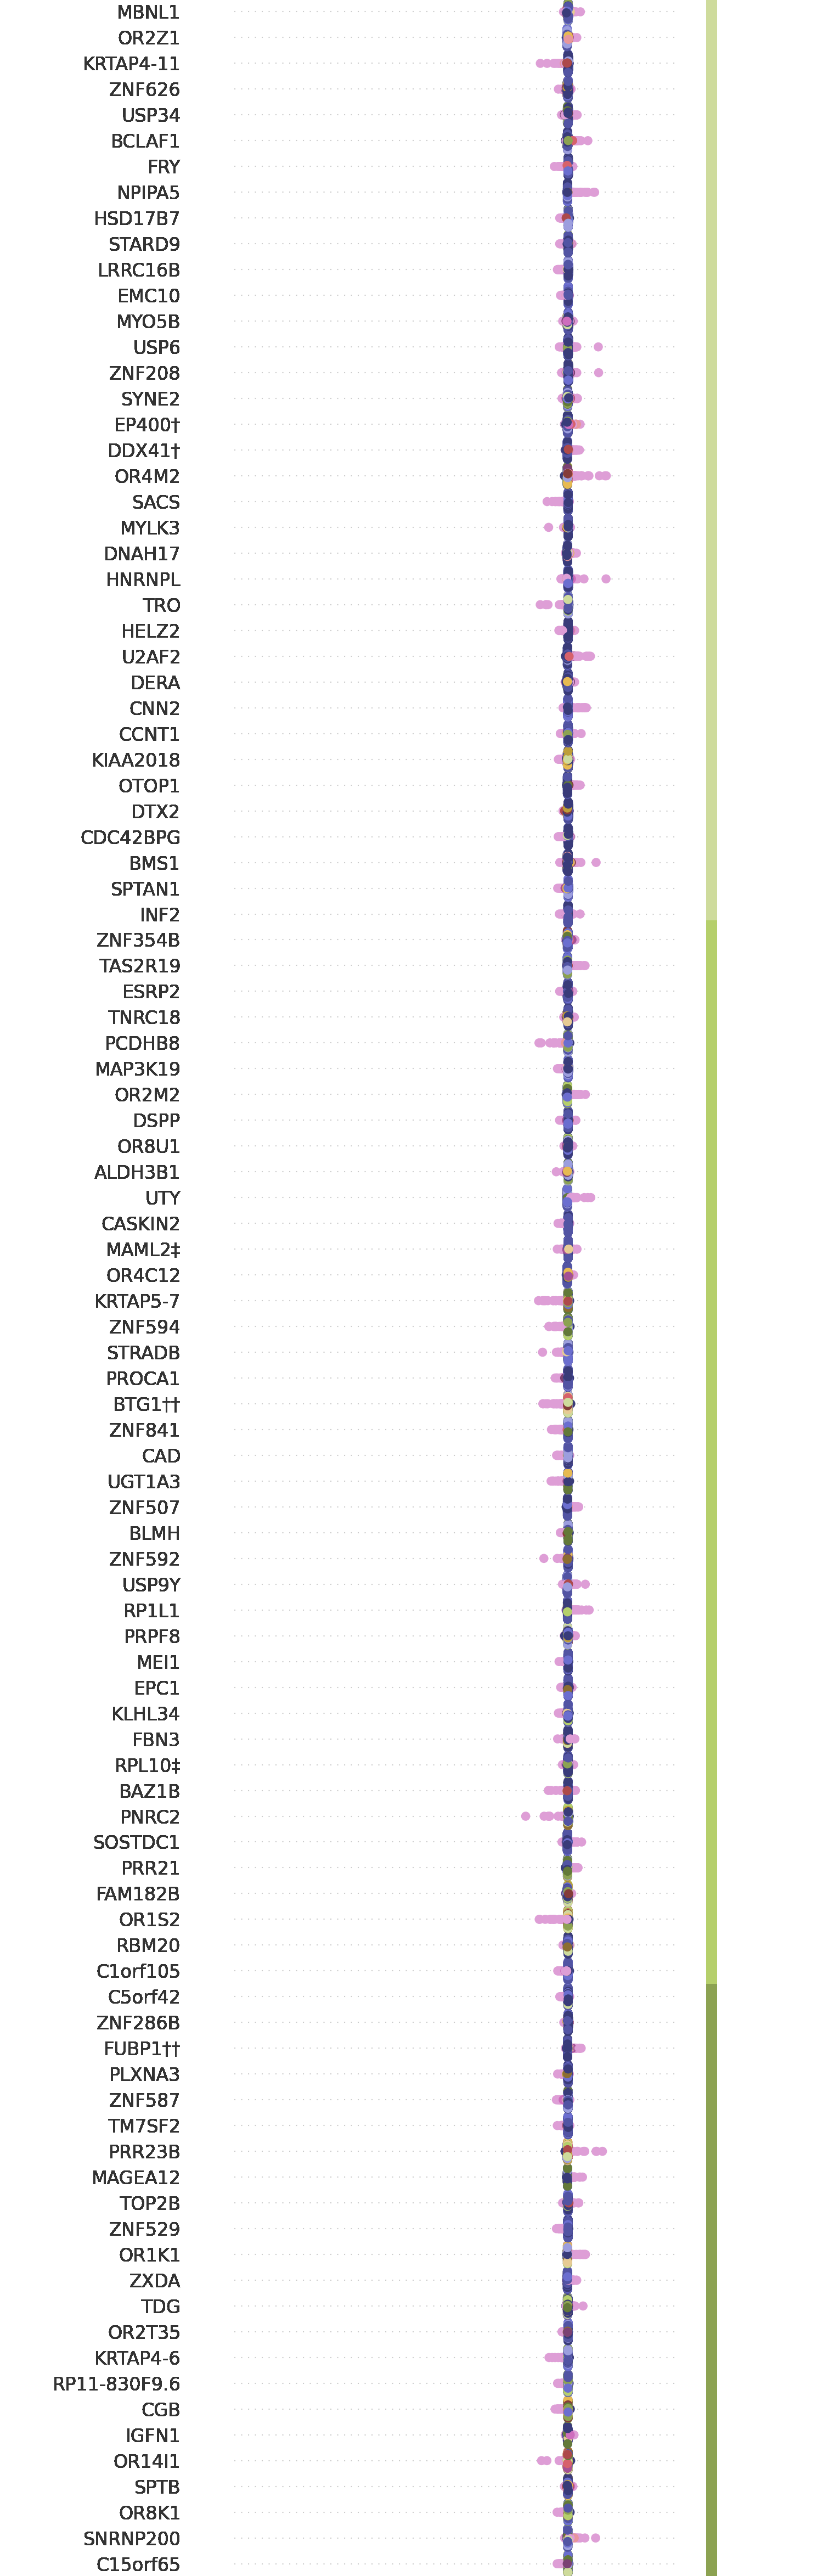 MBNL1
OR2Z1
KRTAP4-11
ZNF626
USP34
BCLAF1
FRY
NPIPA5
HSD17B7
STARD9
LRRC16B
EMC10
MYO5B
USP6
ZNF208
SYNE2
EP400†
DDX41†
OR4M2
SACS
MYLK3
DNAH17
HNRNPL
TRO
HELZ2
U2AF2
DERA
CNN2
CCNT1
KIAA2018
OTOP1
DTX2
CDC42BPG
BMS1
SPTAN1
INF2
ZNF354B
TAS2R19
ESRP2
TNRC18
PCDHB8
MAP3K19
OR2M2
DSPP
OR8U1
ALDH3B1
UTY
CASKIN2
MAML2‡
OR4C12
KRTAP5-7
ZNF594
STRADB
PROCA1
BTG1††
ZNF841
CAD
UGT1A3
ZNF507
BLMH
ZNF592
USP9Y
RP1L1
PRPF8
MEI1
EPC1
KLHL34
FBN3
RPL10‡
BAZ1B
PNRC2
SOSTDC1
PRR21
FAM182B
OR1S2
RBM20
C1orf105
C5orf42
ZNF286B
FUBP1††
PLXNA3
ZNF587
TM7SF2
PRR23B
MAGEA12
TOP2B
ZNF529
OR1K1
ZXDA
TDG
OR2T35
KRTAP4-6
RP11-830F9.6
CGB
IGFN1
OR14I1
SPTB
OR8K1
SNRNP200
C15orf65